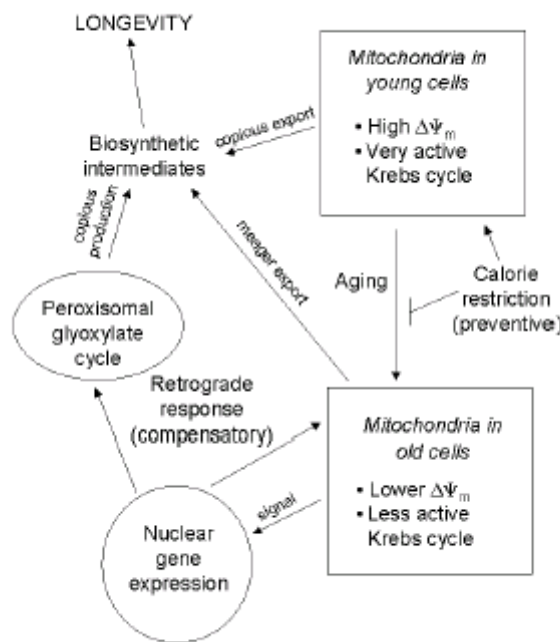 LONGEVITY
Mitochondria in
young cells
▪ High ΔΨm
▪ Very active
Krebs cycle
copious export
Biosynthetic
intermediates
copious
production
meager export
Aging
Calorie
restriction
(preventive)
Peroxisomal
glyoxylate
cycle
Retrograde
response
(compensatory)
Mitochondria in
old cells
▪ Lower ΔΨm
▪ Less active
Krebs cycle
signal
Nuclear
gene
expression